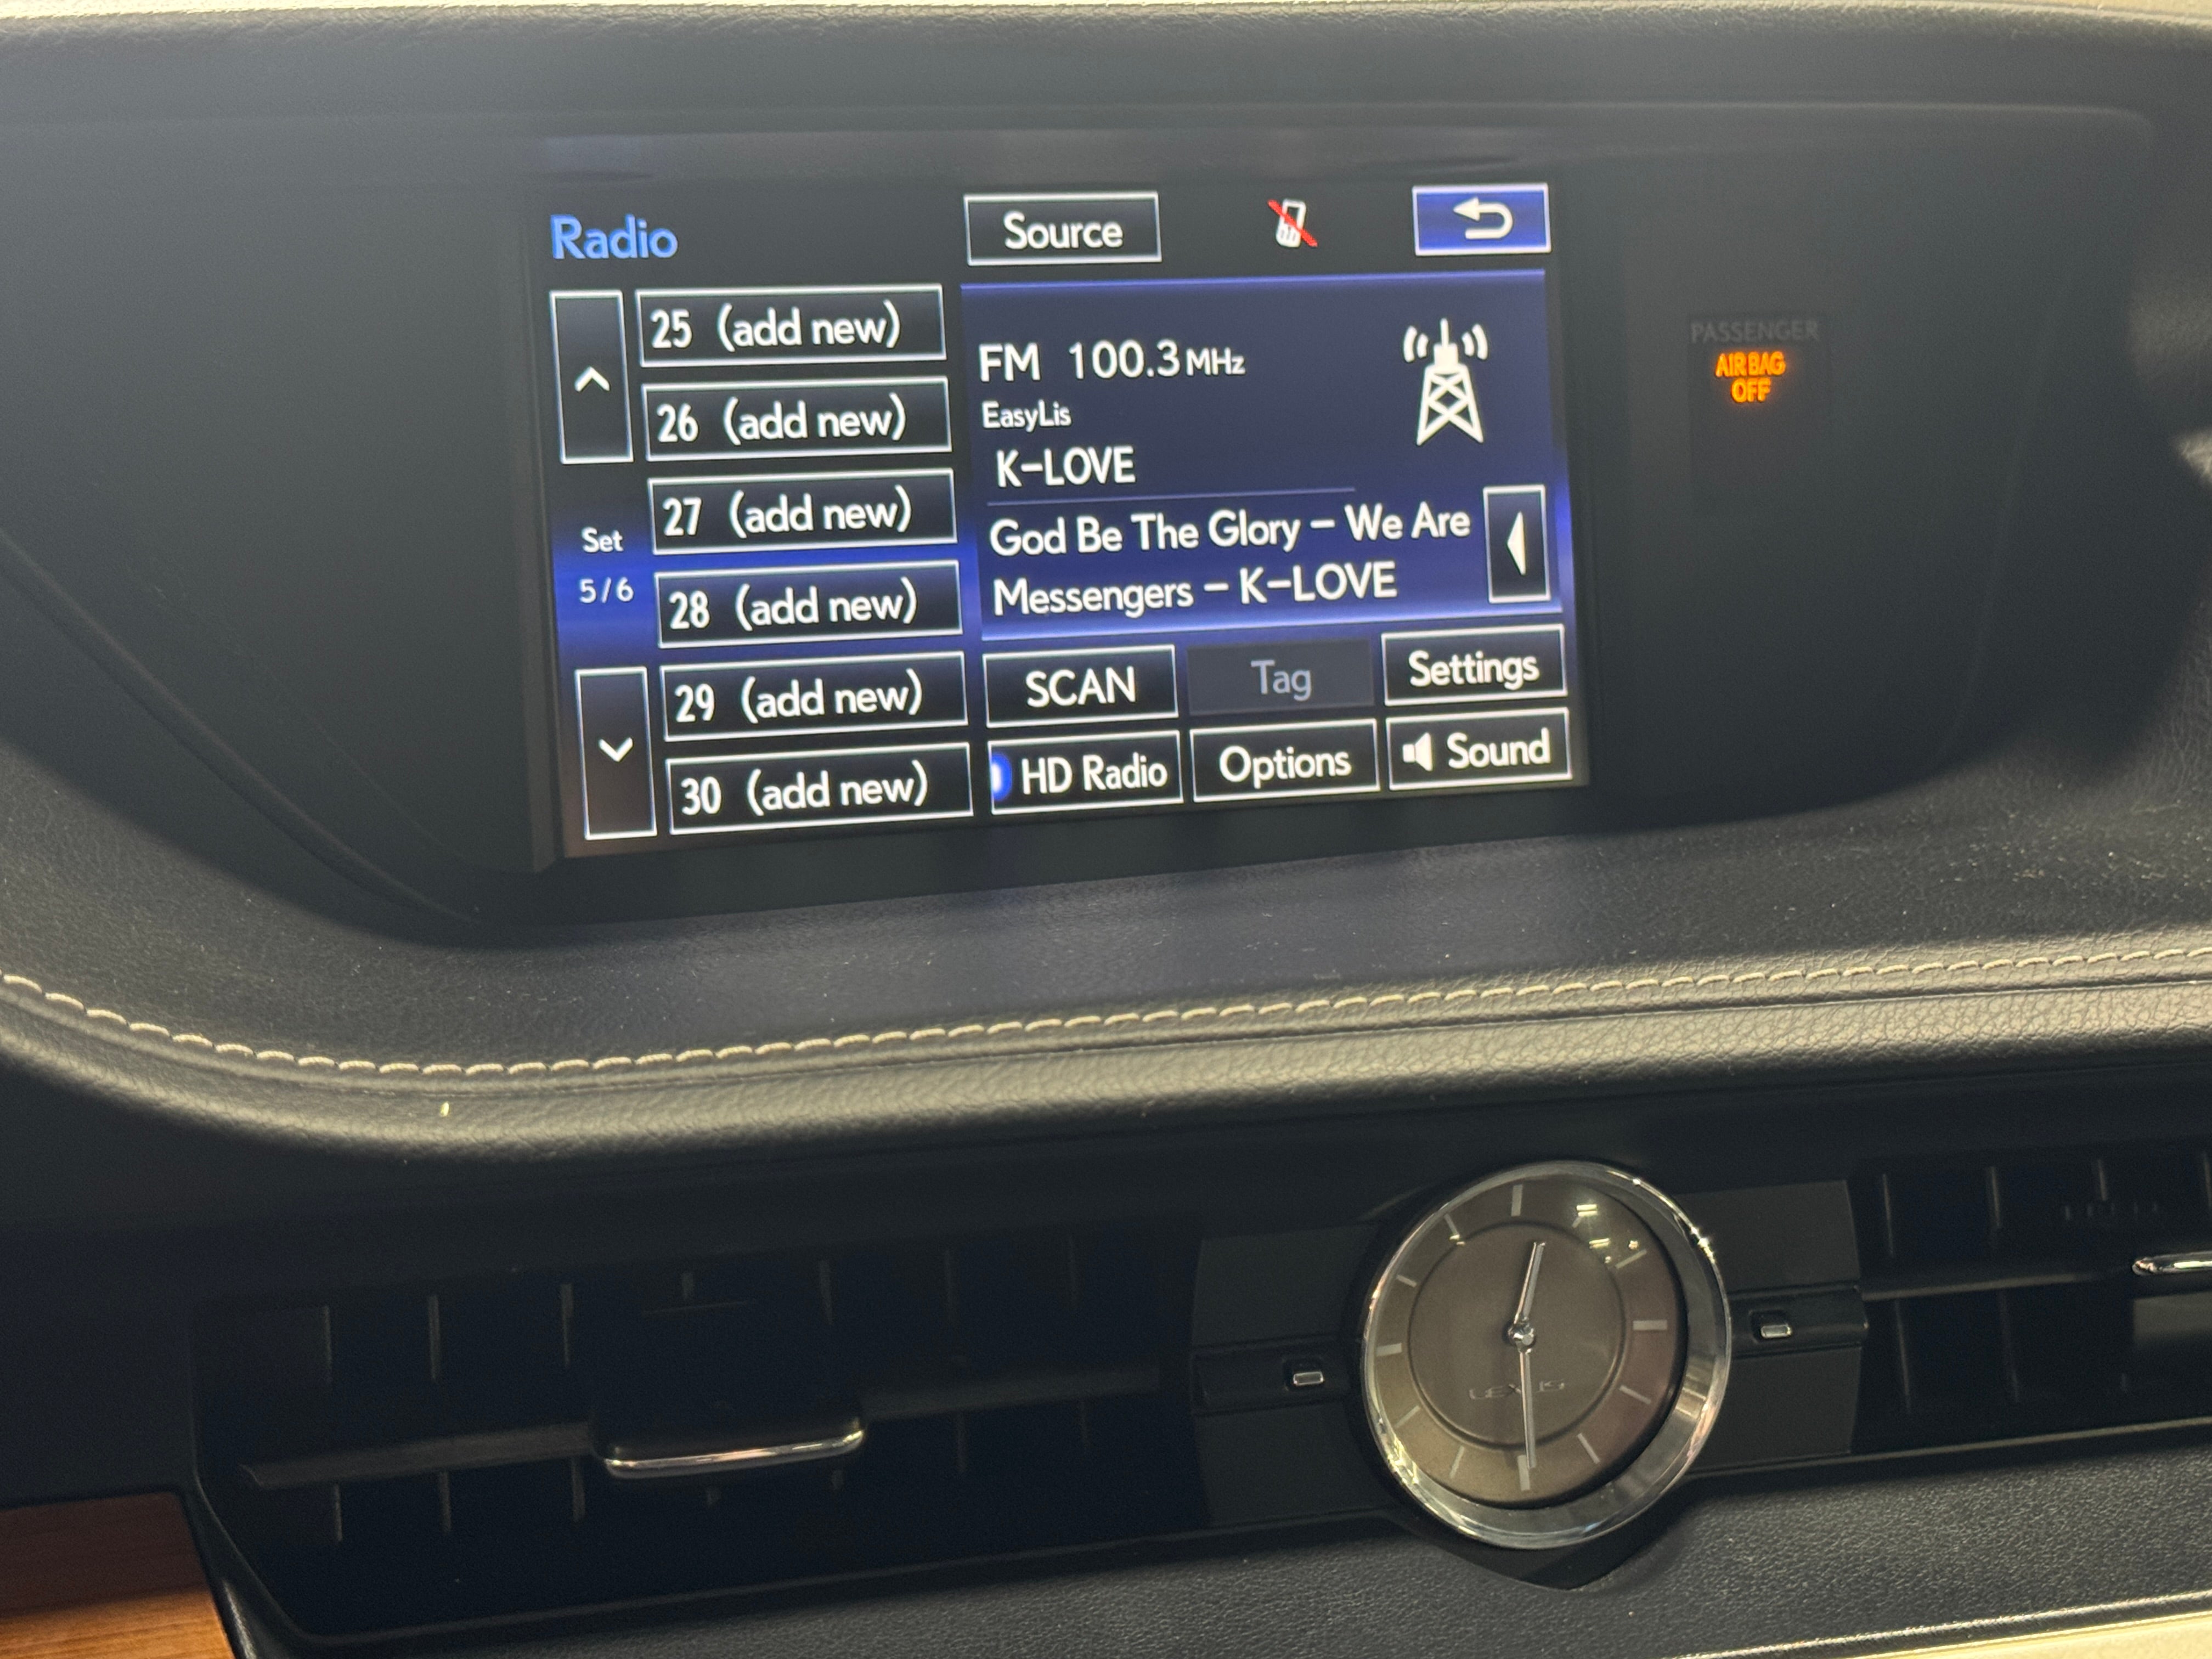 Radio
Source
25 (add new)
26 (add new)
27 (add new)
28 (add new)
29 (add new)
30 (add new)
Set
5/6
FM 100.3 MHz
EasyLis
K-LOVE
God Be The Glory - We Are
Messengers - K-LOVE
SCAN
Tag
Settings
HD Radio
Options
Sound
PASSENGER
AIR BAG
OFF
LEXUS